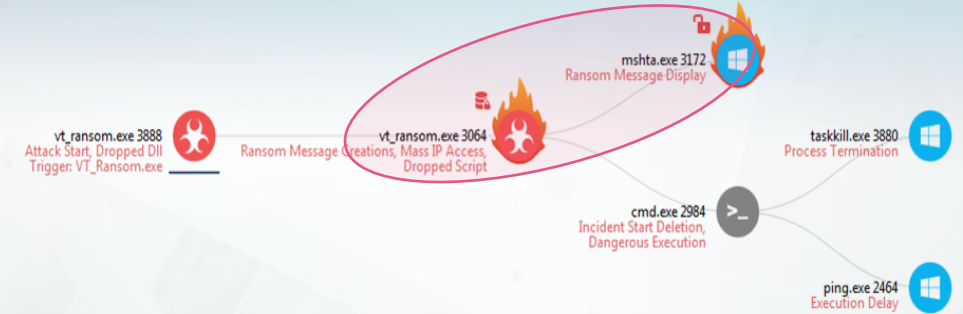 mshta.exe 3172
Ransom Message Display
vt_ransom.exe 3888
Attack Start, Dropped Dll
Trigger: VT_Ransom.exe
vt_ransom.exe 3064
Ransom Message Creations, Mass IP Access,
Dropped Script
taskkill.exe 3880
Process Termination
cmd.exe 2984
Incident Start Deletion,
Dangerous Execution
>_
ping.exe 2464
Execution Delay